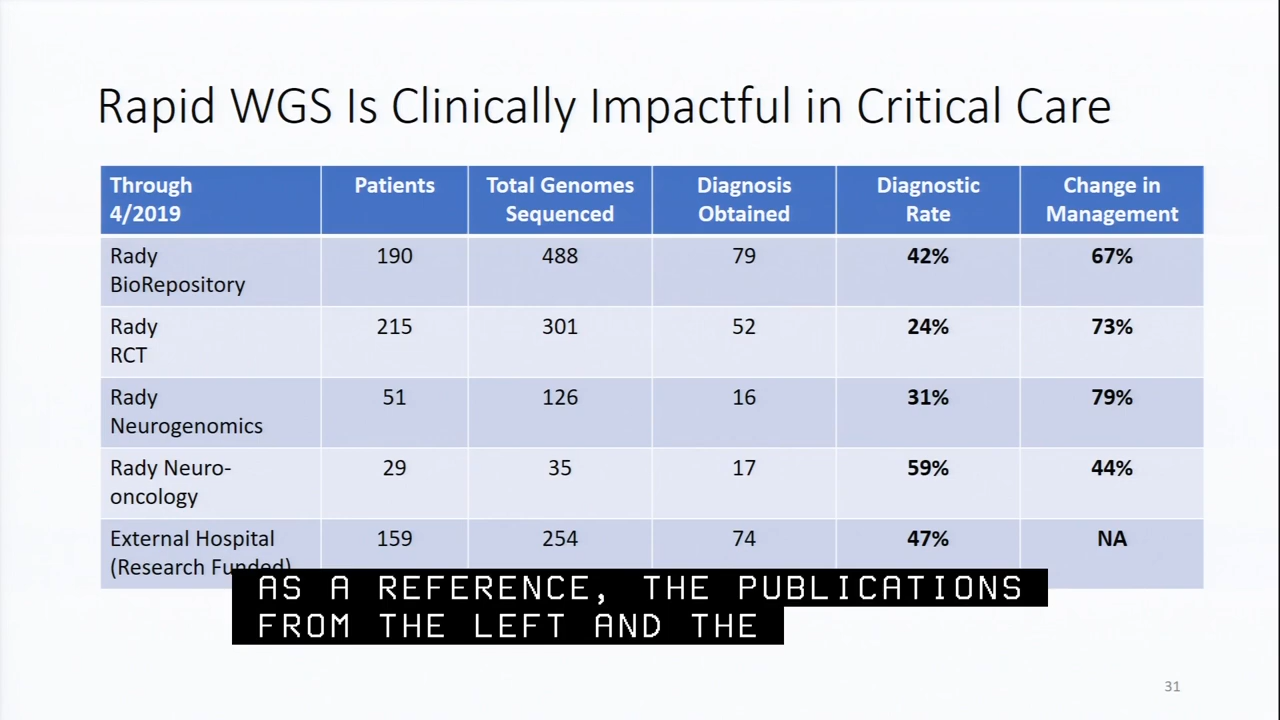 Rapid WGS Is Clinically Impactful in Critical Care
Through
4/2019
Patients
Total Genomes
Sequenced
Diagnosis
Obtained
Diagnostic
Rate
Change in
Management
Rady
BioRepository
190
488
79
42%
67%
Rady
RCT
215
301
52
24%
73%
Rady
Neurogenomics
51
126
16
31%
79%
Rady Neuro-
oncology
29
35
17
59%
44%
External Hospital
(Research Funded)
159
254
74
47%
NA
AS A REFERENCE, THE PUBLICATIONS
FROM THE LEFT AND THE
31